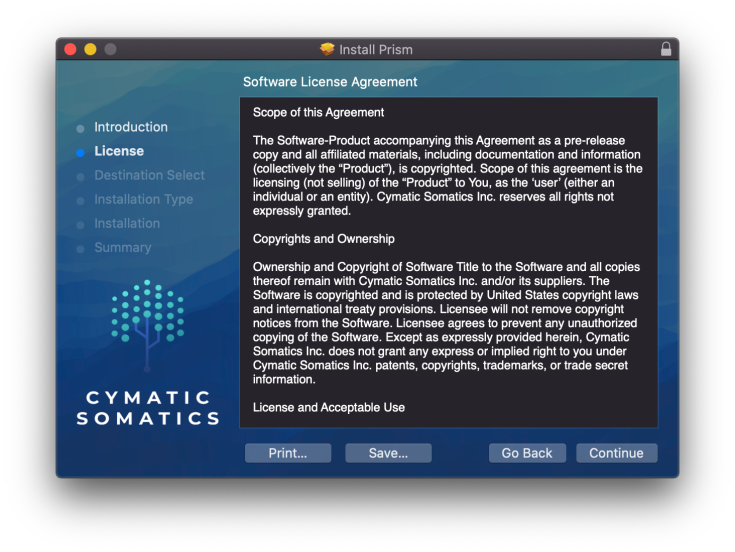 Install Prism
Software License Agreement
Introduction
License
Destination Select
Installation Type
Installation
Summary
CYMATIC
SOMATICS
Scope of this Agreement
The Software-Product accompanying this Agreement as a pre-release
copy and all affiliated materials, including documentation and information
(collectively the “Product”), is copyrighted. Scope of this agreement is the
licensing (not selling) of the “Product” to You, as the ‘user’ (either an
individual or an entity). Cymatic Somatics Inc. reserves all rights not
expressly granted.
Copyrights and Ownership
Ownership and Copyright of Software Title to the Software and all copies
thereof remain with Cymatic Somatics Inc. and/or its suppliers. The
Software is copyrighted and is protected by United States copyright laws
and international treaty provisions. Licensee will not remove copyright
notices from the Software. Licensee agrees to prevent any unauthorized
copying of the Software. Except as expressly provided herein, Cymatic
Somatics Inc. does not grant any express or implied right to you under
Cymatic Somatics Inc. patents, copyrights, trademarks, or trade secret
information.
License and Acceptable Use
Print...
Save...
Go Back
Continue